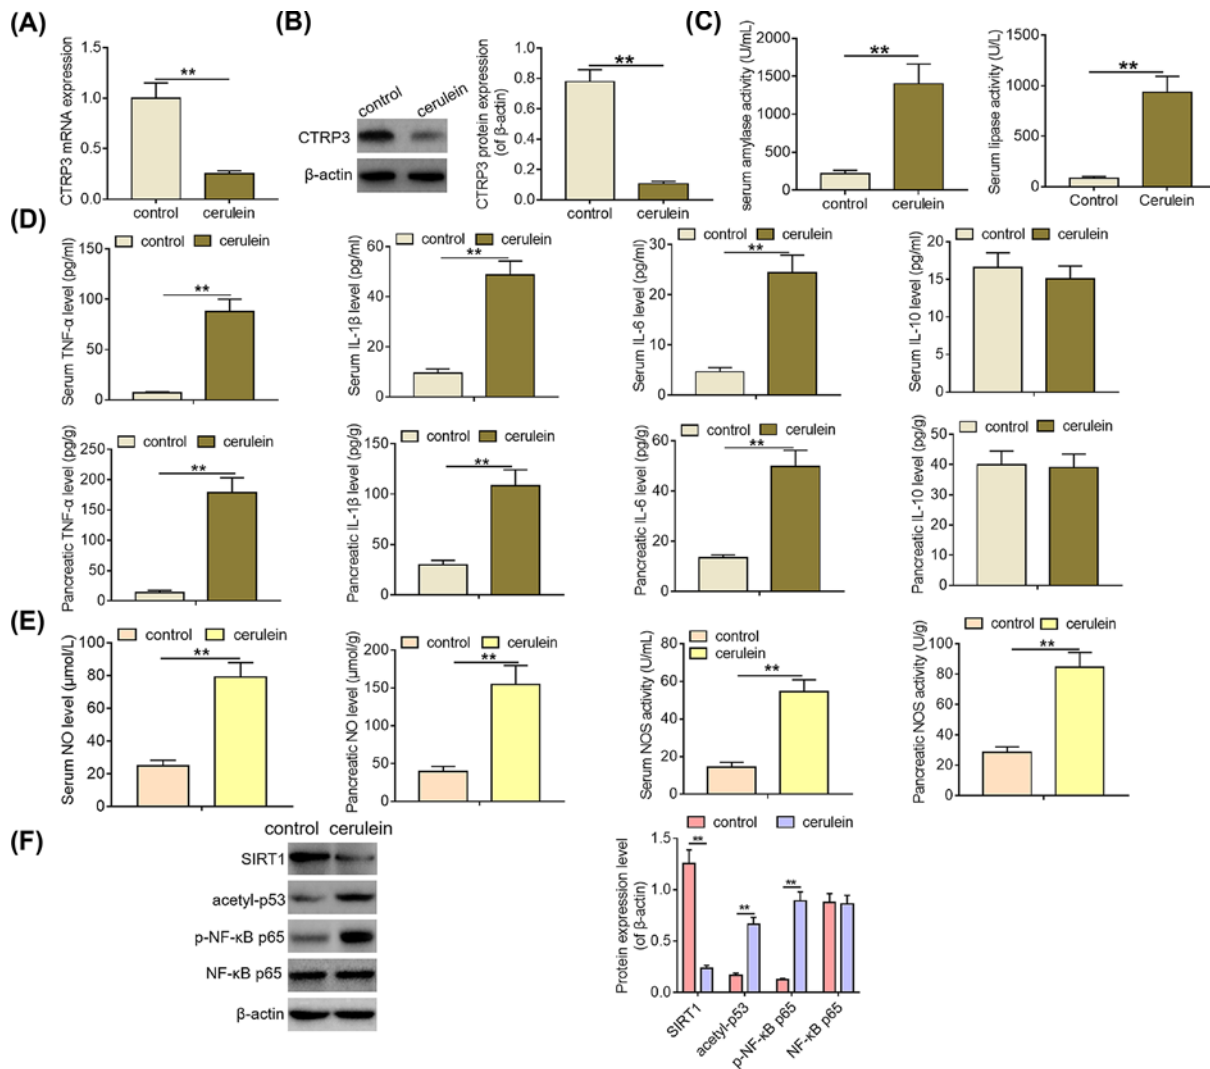 (A)
CTRP3 mRNA expression
1.5
1.0
0.5
0.0
**
control
cerulein
(B)
control
cerulein
CTRP3
β-actin
CTRP3 protein expression
(of β-actin)
1.0
0.8
0.6
0.4
0.2
0.0
**
control
cerulein
(C)
serum amylase activity (U/mL)
2000
1500
1000
500
0
**
control
cerulein
Serum lipase activity (U/L)
1500
1000
500
0
**
Control
Cerulein
(D)
control
cerulein
Serum TNF-α level (pg/ml)
150
100
50
0
**
control
cerulein
Serum IL-1β level (pg/ml)
60
40
20
0
**
control
cerulein
Serum IL-6 level (pg/ml)
30
20
10
0
**
control
cerulein
Serum IL-10 level (pg/ml)
20
15
10
5
0
control
cerulein
Pancreatic TNF-α level (pg/g)
250
200
150
100
50
0
**
control
cerulein
Pancreatic IL-1β level (pg/g)
150
100
50
0
**
control
cerulein
Pancreatic IL-6 level (pg/g)
60
40
20
0
**
control
cerulein
Pancreatic IL-10 level (pg/g)
50
40
30
20
10
0
(E)
control
cerulein
Serum NO level (μmol/L)
100
80
60
40
20
0
**
control
cerulein
Pancreatic NO level (μmol/g)
200
150
100
50
0
**
control
cerulein
Serum NOS activity (U/mL)
80
60
40
20
0
**
control
cerulein
Pancreatic NOS activity (U/g)
100
80
60
40
20
0
**
(F)
control cerulein
SIRT1
acetyl-p53
p-NF-κB p65
NF-κB p65
β-actin
control
cerulein
Protein expression level
(of β-actin)
1.5
1.0
0.5
0.0
**
**
**
SIRT1
acetyl-p53
p-NF-κB p65
NF-κB p65